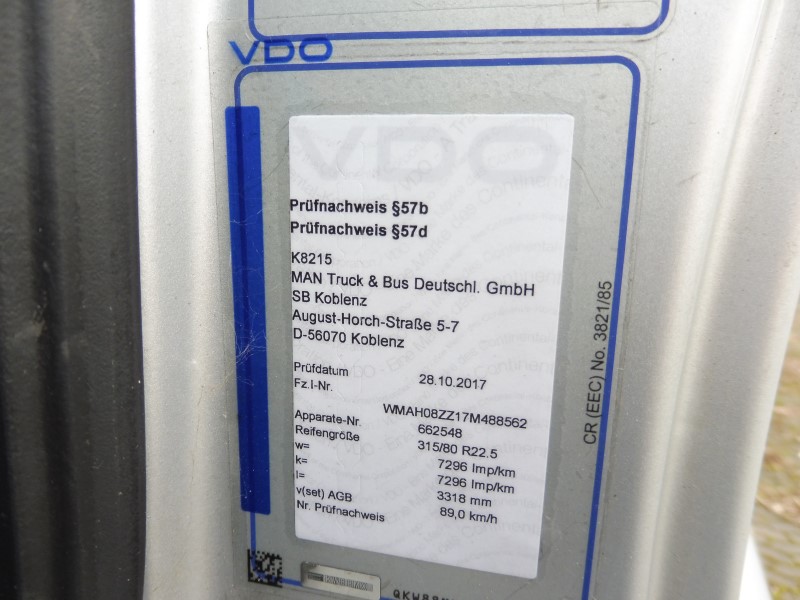 VDO
VDO
Prüfnachweis §57b
Prüfnachweis §57d
K8215
MAN Truck & Bus Deutschl. GmbH
SB Koblenz
August-Horch-Straße 5-7
D-56070 Koblenz
Prüfdatum 28.10.2017
Fz.I-Nr. WMAH08ZZ17M488562
Apparate-Nr. 662548
Reifengröße 315/80 R22.5
w= 7296 Imp/km
k= 7296 Imp/km
l= 3318 mm
v(set) AGB 89,0 km/h
Nr. Prüfnachweis
CR (EEC) No. 3821/85